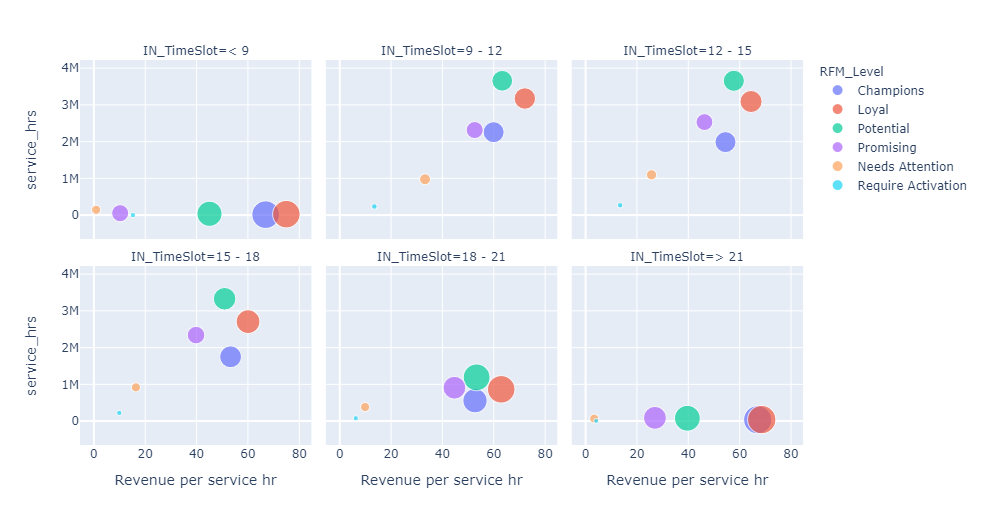 IN_TimeSlot=< 9
IN_TimeSlot=9 - 12
IN_TimeSlot=12 - 15
4M
3M
2M
1M
0
service_hrs
IN_TimeSlot=15 - 18
IN_TimeSlot=18 - 21
IN_TimeSlot=> 21
4M
3M
2M
1M
0
service_hrs
0 20 40 60 80
0 20 40 60 80
0 20 40 60 80
Revenue per service hr
Revenue per service hr
Revenue per service hr
RFM_Level
Champions
Loyal
Potential
Promising
Needs Attention
Require Activation